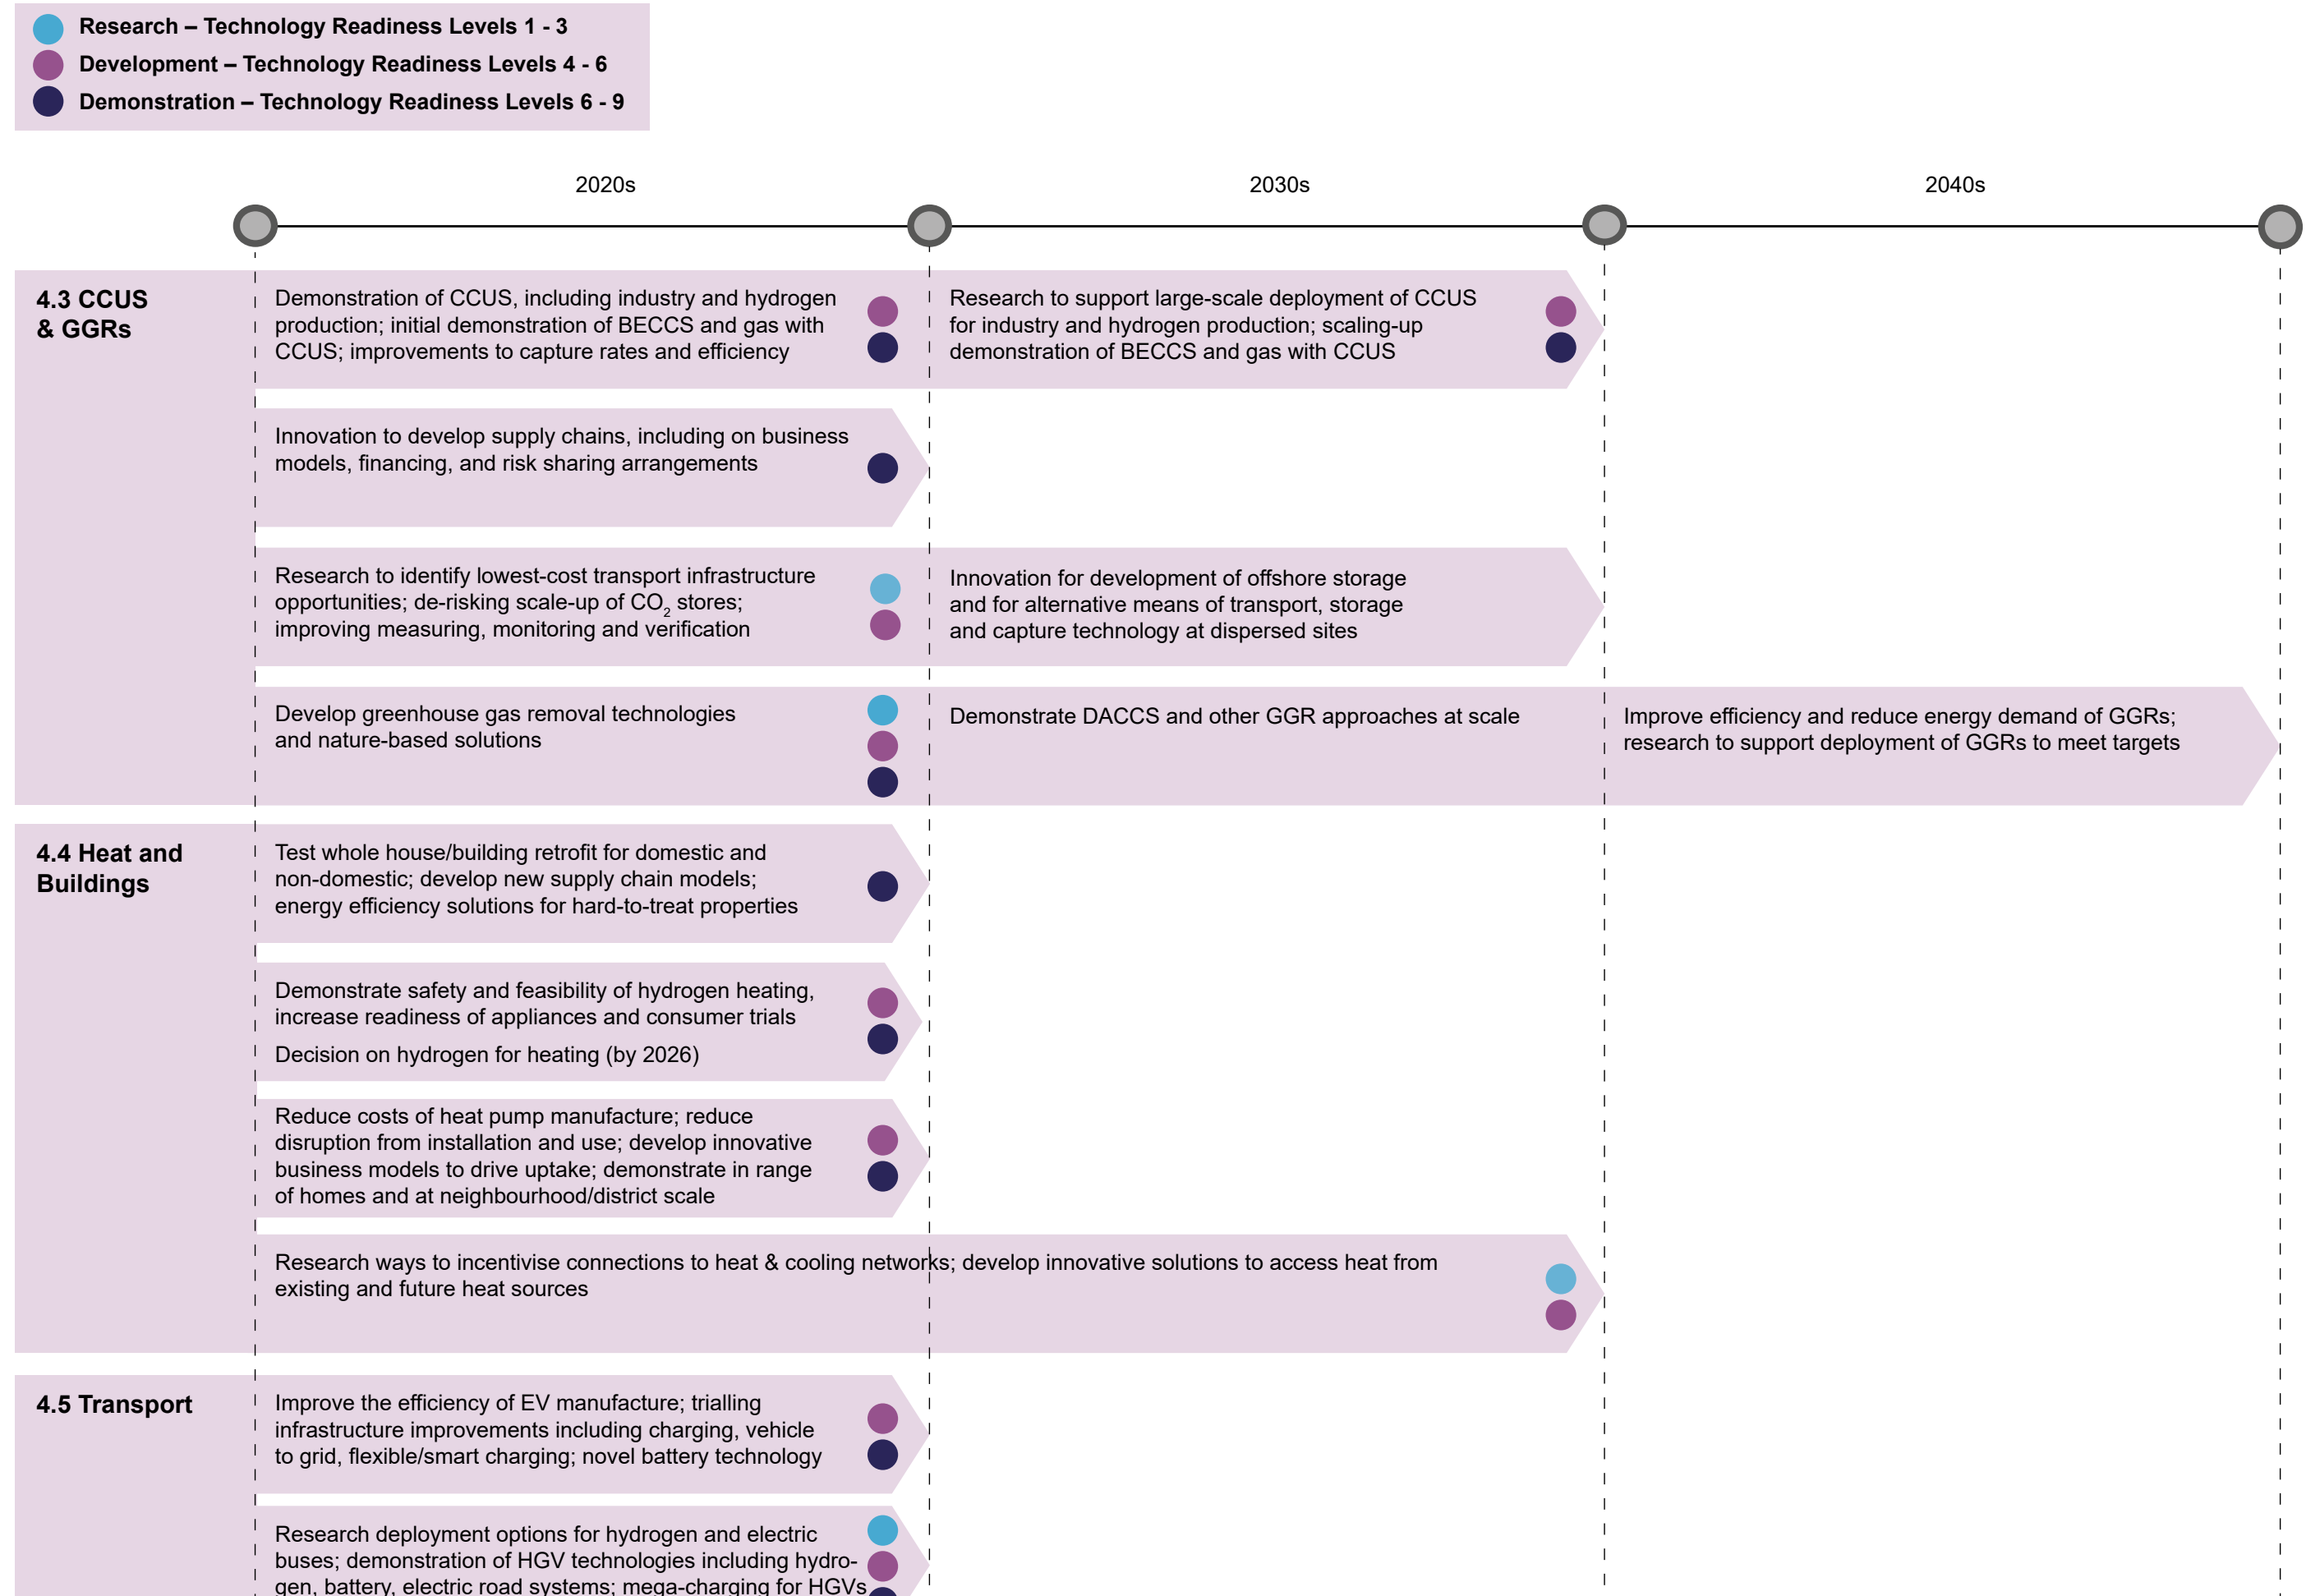 Research – Technology Readiness Levels 1 - 3
Development – Technology Readiness Levels 4 - 6
Demonstration – Technology Readiness Levels 6 - 9
2020s
2030s
2040s
4.3 CCUS
& GGRs
Demonstration of CCUS, including industry and hydrogen
production; initial demonstration of BECCS and gas with
CCUS; improvements to capture rates and efficiency
Research to support large-scale deployment of CCUS
for industry and hydrogen production; scaling-up
demonstration of BECCS and gas with CCUS
Innovation to develop supply chains, including on business
models, financing, and risk sharing arrangements
Research to identify lowest-cost transport infrastructure
opportunities; de-risking scale-up of CO₂ stores;
improving measuring, monitoring and verification
Innovation for development of offshore storage
and for alternative means of transport, storage
and capture technology at dispersed sites
Develop greenhouse gas removal technologies
and nature-based solutions
Demonstrate DACCS and other GGR approaches at scale
Improve efficiency and reduce energy demand of GGRs;
research to support deployment of GGRs to meet targets
4.4 Heat and
Buildings
Test whole house/building retrofit for domestic and
non-domestic; develop new supply chain models;
energy efficiency solutions for hard-to-treat properties
Demonstrate safety and feasibility of hydrogen heating,
increase readiness of appliances and consumer trials
Decision on hydrogen for heating (by 2026)
Reduce costs of heat pump manufacture; reduce
disruption from installation and use; develop innovative
business models to drive uptake; demonstrate in range
of homes and at neighbourhood/district scale
Research ways to incentivise connections to heat & cooling networks; develop innovative solutions to access heat from
existing and future heat sources
4.5 Transport
Improve the efficiency of EV manufacture; trialling
infrastructure improvements including charging, vehicle
to grid, flexible/smart charging; novel battery technology
Research deployment options for hydrogen and electric
buses; demonstration of HGV technologies including hydro-
gen, battery, electric road systems; mega-charging for HGVs